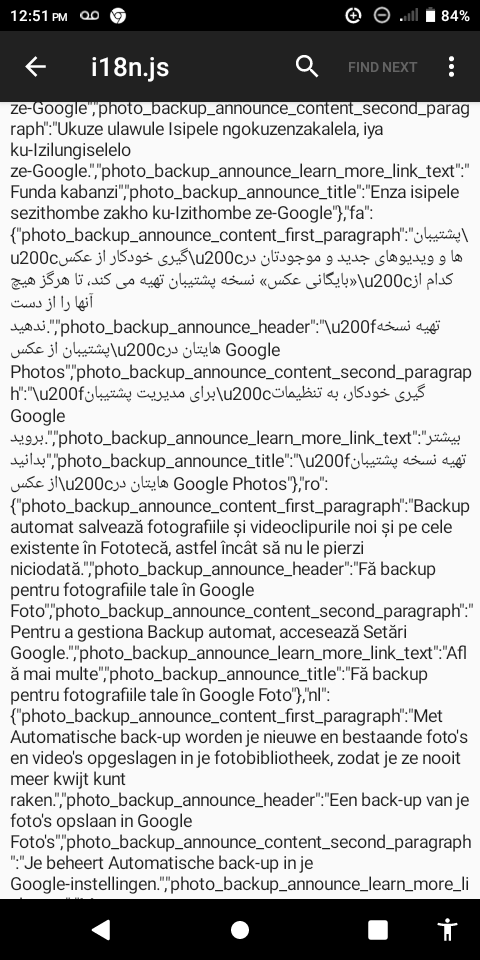 12:51 PM
84%
i18n.js
FIND NEXT
ze-Google","photo_backup_announce_content_second_parag
raph":"Ukuze ulawule Isipele ngokuzenzakalela, iya
ku-Izilungiselelo
ze-Google.","photo_backup_announce_learn_more_link_text":"
Funda kabanzi","photo_backup_announce_title":"Enza isipele
sezithombe zakho ku-Izithombe ze-Google"},"fa":
{"photo_backup_announce_content_first_paragraph":"پشتیبان\
u200cگیری خودکار از عکس\u200cها و ویدیوهای جدید و موجودتان در
\u200c«بایگانی عکس» نسخه پشتیبان تهیه می کند، تا هرگز هیچ
کدام از\u200cآنها را از دست
ندهید.","photo_backup_announce_header":"\u200fتهیه نسخه
پشتیبان از عکس\u200cهایتان در Google
Photos","photo_backup_announce_content_second_paragrap
h":"\u200fبرای مدیریت پشتیبان\u200cگیری خودکار، به تنظیمات
Google
بروید.","photo_backup_announce_learn_more_link_text":"بیشتر
بدانید","photo_backup_announce_title":"\u200fتهیه نسخه پشتیبان
از عکس\u200cهایتان در Google Photos"},"ro":
{"photo_backup_announce_content_first_paragraph":"Backup
automat salvează fotografiile și videoclipurile noi și pe cele
existente în Fototecă, astfel încât să nu le pierzi
niciodată.","photo_backup_announce_header":"Fă backup
pentru fotografiile tale în Google
Foto","photo_backup_announce_content_second_paragraph":"
Pentru a gestiona Backup automat, accesează Setări
Google.","photo_backup_announce_learn_more_link_text":"Afl
ă mai multe","photo_backup_announce_title":"Fă backup
pentru fotografiile tale în Google Foto"},"nl":
{"photo_backup_announce_content_first_paragraph":"Met
Automatische back-up worden je nieuwe en bestaande foto's
en video's opgeslagen in je fotobibliotheek, zodat je ze nooit
meer kwijt kunt
raken.","photo_backup_announce_header":"Een back-up van je
foto's opslaan in Google
Foto's","photo_backup_announce_content_second_paragraph
":"Je beheert Automatische back-up in je
Google-instellingen.","photo_backup_announce_learn_more_li